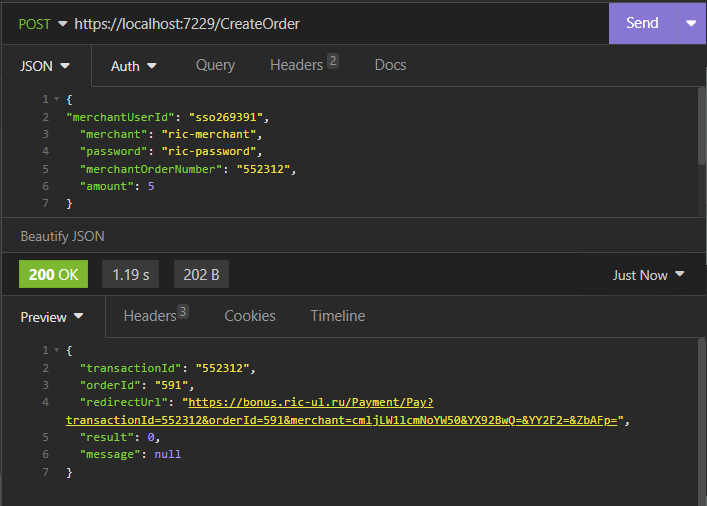 POST https://localhost:7229/CreateOrder Send
JSON Auth Query Headers 2 Docs
1 {
2 "merchantUserId": "sso269391",
3 "merchant": "ric-merchant",
4 "password": "ric-password",
5 "merchantOrderNumber": "552312",
6 "amount": 5
7 }
Beautify JSON
200 OK 1.19 s 202 B Just Now
Preview Headers 3 Cookies Timeline
1 {
2 "transactionId": "552312",
3 "orderId": "591",
4 "redirectUrl": "https://bonus.ric-ul.ru/Payment/Pay?
transactionId=552312&orderId=591&merchant=cmljLW1lcmNoYW50&YX92BwQ=&YY2F2=&ZbAFp=",
5 "result": 0,
6 "message": null
7 }